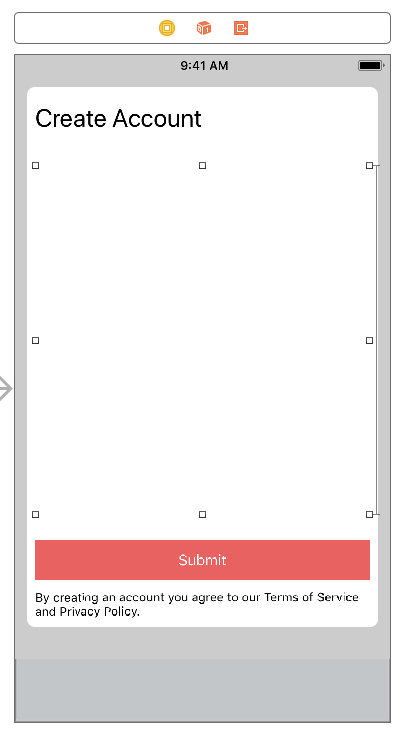 9:41 AM
Create Account
Submit
By creating an account you agree to our Terms of Service
and Privacy Policy.